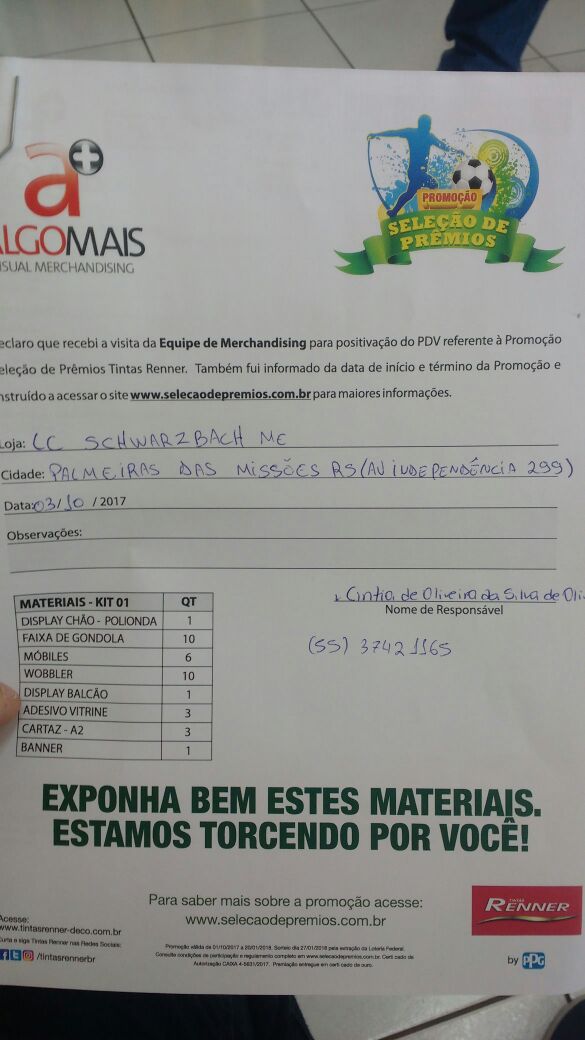 a+
ALGOMAIS
VISUAL MERCHANDISING
PROMOÇÃO
SELEÇÃO DE
PRÊMIOS
eclaro que recebi a visita da Equipe de Merchandising para positivação do PDV referente à Promoção
eleção de Prêmios Tintas Renner. Também fui informado da data de início e término da Promoção e
nstruído a acessar o site www.selecaodepremios.com.br para maiores informações.
Loja: CC SCHWARZBACH ME
Cidade: PALMEIRAS DAS MISSÕES RS (AV INDEPENDÊNCIA 299)
Data: 03/10 / 2017
Observações:
MATERIAIS - KIT 01 QT
DISPLAY CHÃO - POLIONDA 1
FAIXA DE GONDOLA 10
MÓBILES 6
WOBBLER 10
DISPLAY BALCÃO 1
ADESIVO VITRINE 3
CARTAZ - A2 3
BANNER 1
Cintia de Oliveira da Silva de Oli
Nome de Responsável
(55) 37421165
EXPONHA BEM ESTES MATERIAIS.
ESTAMOS TORCENDO POR VOCÊ!
Para saber mais sobre a promoção acesse:
www.selecaodepremios.com.br
Acesse:
www.tintasrenner-deco.com.br
Curta e siga Tintas Renner nas Redes Sociais:
/tintasrennerbr
Promoção válida de 01/10/2017 a 20/01/2018. Sorteio dia 27/01/2018 pela extração da Loteria Federal.
Consulte condições de participação e regulamento completo em www.selecaodepremios.com.br. Certi cado de
Autorização CAIXA 4-5631/2017. Premiação entregue em certi cado de ouro.
TINTAS
RENNER
by PPG